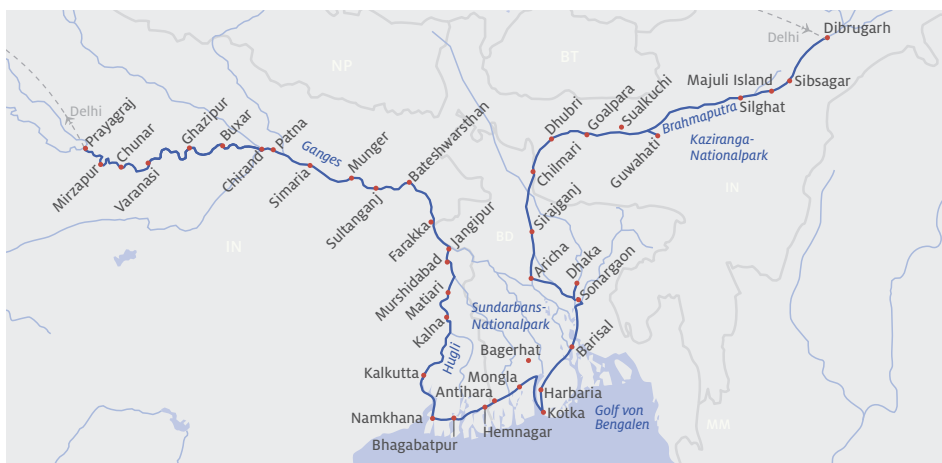 Delhi
Dibrugarh
NP
BT
Delhi
Prayagraj
Mirzapur
Chunar
Varanasi
Ghazipur
Buxar
Chirand
Patna
Ganges
Simaria
Munger
Sultanganj
Bateshwarsthan
Farakka
Jangipur
Murshidabad
Matiari
Kalna
Hugli
Kalkutta
Namkhana
Bhagabatpur
Antihara
Hemnagar
Mongla
Bagerhat
Sundarbans-
Nationalpark
Harbaria
Kotka
Golf von
Bengalen
Barisal
Sonargaon
Dhaka
Aricha
Sirajganj
Chilmari
Dhubri
Goalpara
Sualkuchi
Guwahati
Brahmaputra
Kaziranga-
Nationalpark
Silghat
Majuli Island
Sibsagar
IN
IN
BD
MM